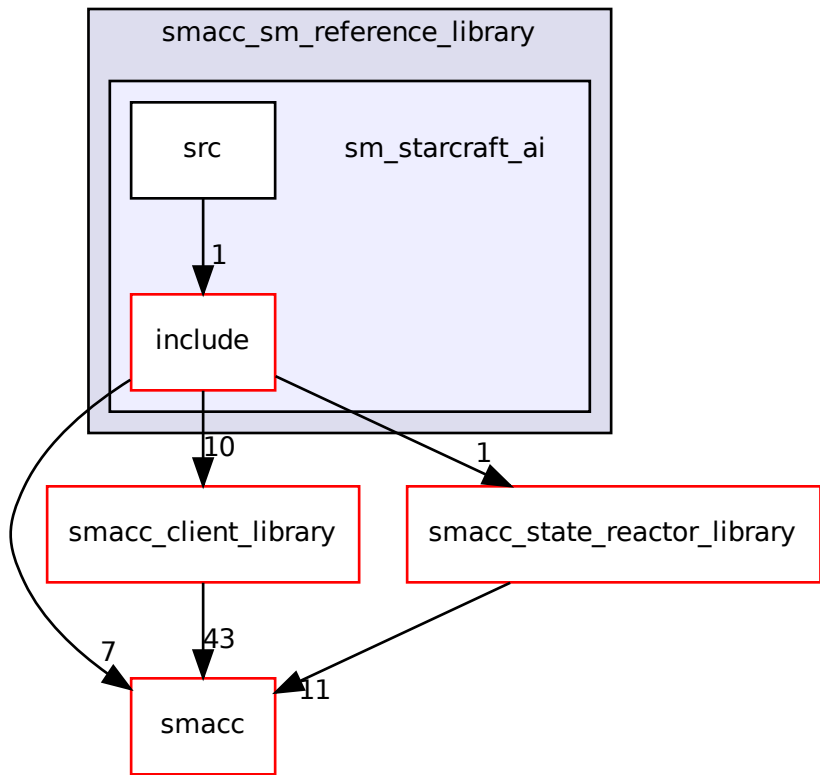 smacc_sm_reference_library
src
sm_starcraft_ai
1
include
10
1
smacc_client_library
smacc_state_reactor_library
7
43
11
smacc